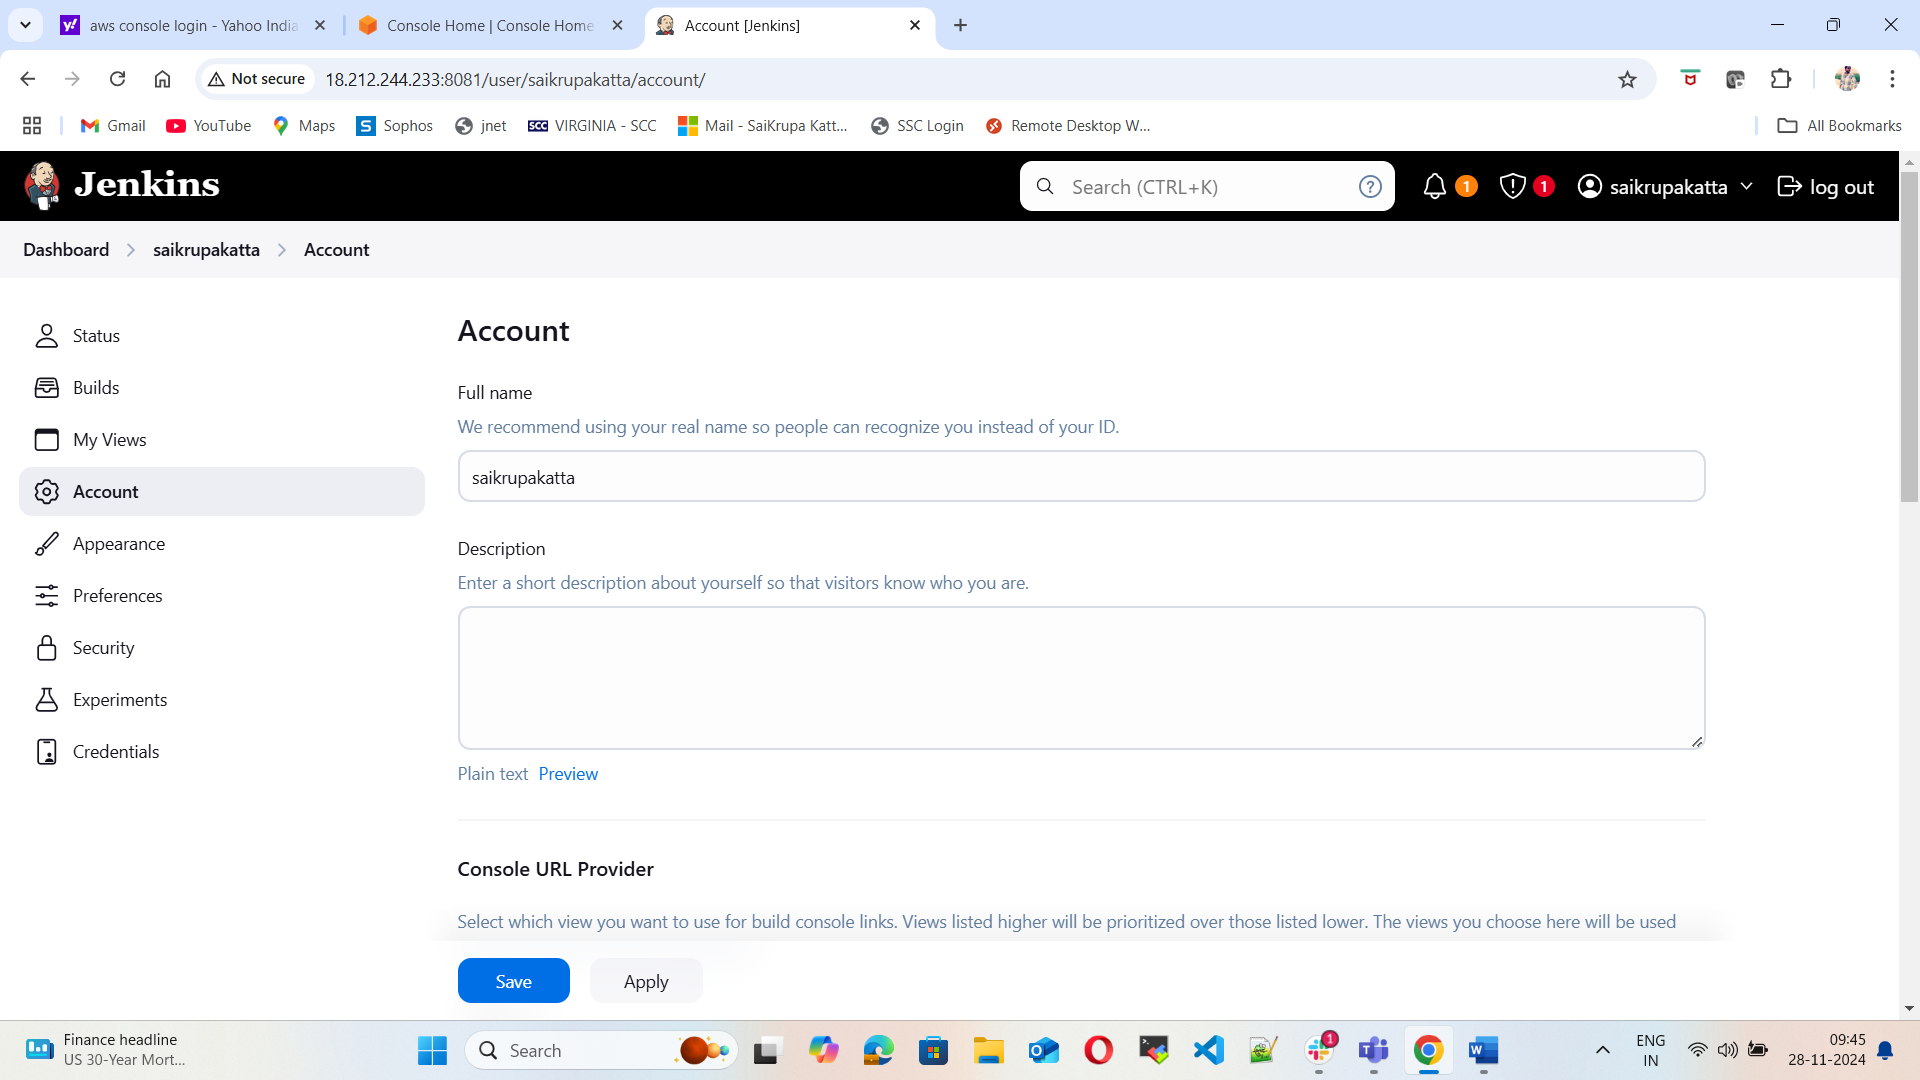 aws console login - Yahoo India
Console Home | Console Home
Account [Jenkins]
Not secure
18.212.244.233:8081/user/saikrupakatta/account/
Gmail
YouTube
Maps
Sophos
jnet
SCC VIRGINIA - SCC
Mail - SaiKrupa Katt...
SSC Login
Remote Desktop W...
All Bookmarks
Jenkins
Search (CTRL+K)
?
1
1
saikrupakatta
log out
Dashboard
saikrupakatta
Account
Status
Builds
My Views
Account
Appearance
Preferences
Security
Experiments
Credentials
Account
Full name
We recommend using your real name so people can recognize you instead of your ID.
saikrupakatta
Description
Enter a short description about yourself so that visitors know who you are.
Plain text Preview
Console URL Provider
Select which view you want to use for build console links. Views listed higher will be prioritized over those listed lower. The views you choose here will be used
Save
Apply
Finance headline
US 30-Year Mort...
Search
1
ENG
IN
09:45
28-11-2024